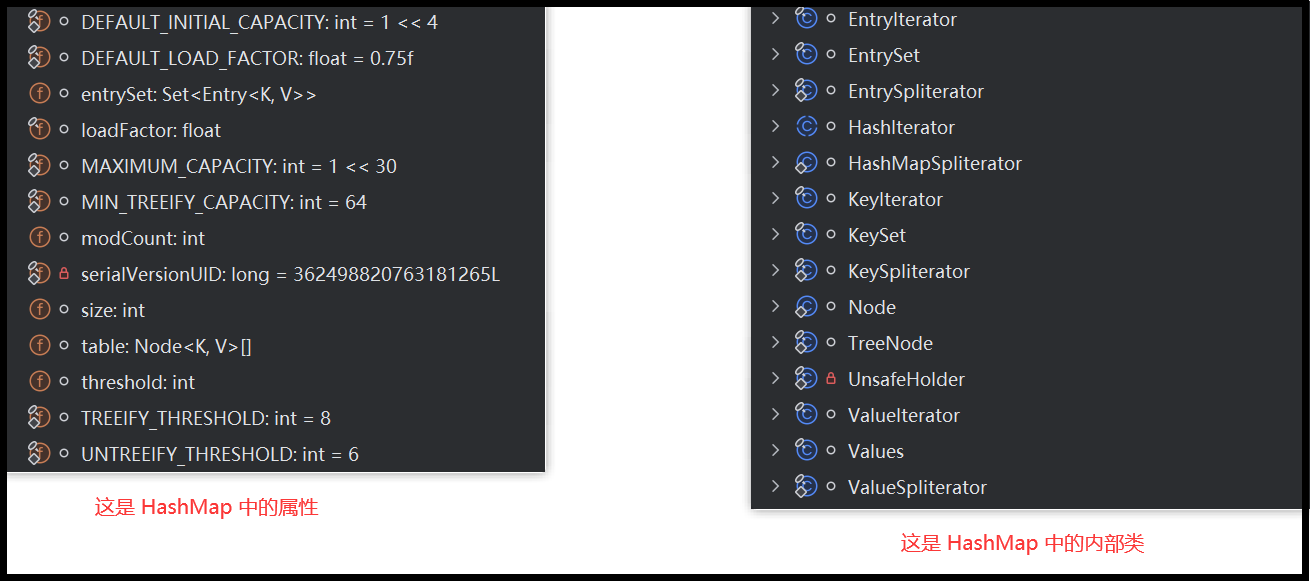 DEFAULT_INITIAL_CAPACITY: int = 1 << 4
DEFAULT_LOAD_FACTOR: float = 0.75f
entrySet: Set<Entry<K, V>>
loadFactor: float
MAXIMUM_CAPACITY: int = 1 << 30
MIN_TREEIFY_CAPACITY: int = 64
modCount: int
serialVersionUID: long = 362498820763181265L
size: int
table: Node<K, V>[]
threshold: int
TREEIFY_THRESHOLD: int = 8
UNTREEIFY_THRESHOLD: int = 6
这是 HashMap 中的属性
EntryIterator
EntrySet
EntrySpliterator
HashIterator
HashMapSpliterator
KeyIterator
KeySet
KeySpliterator
Node
TreeNode
UnsafeHolder
ValueIterator
Values
ValueSpliterator
这是 HashMap 中的内部类